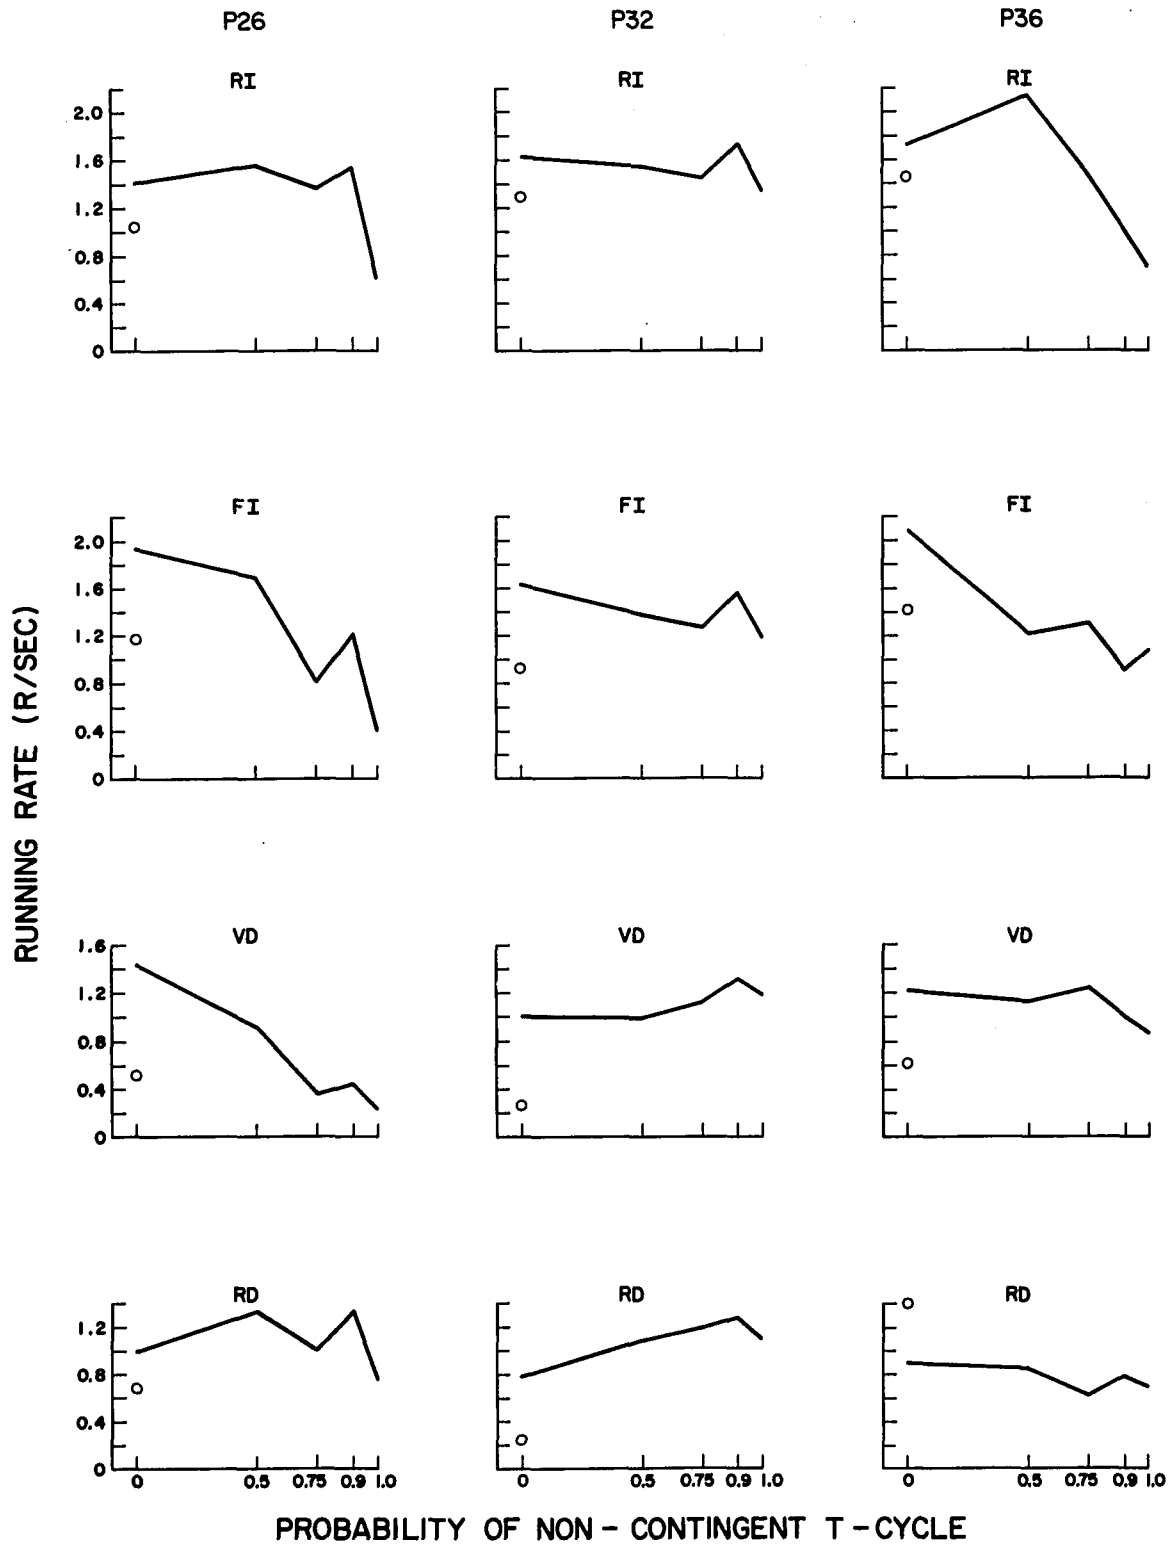 P26 P32 P36
RI RI RI
2.0
1.6
1.2
0.8
0.4
0
FI FI FI
2.0
1.6
1.2
0.8
0.4
0
VD VD VD
1.6
1.2
0.8
0.4
0
RD RD RD
1.2
0.8
0.4
0
0 0.5 0.75 0.9 1.0 0 0.5 0.75 0.9 1.0 0 0.5 0.75 0.9 1.0
RUNNING RATE (R/SEC)
PROBABILITY OF NON - CONTINGENT T - CYCLE